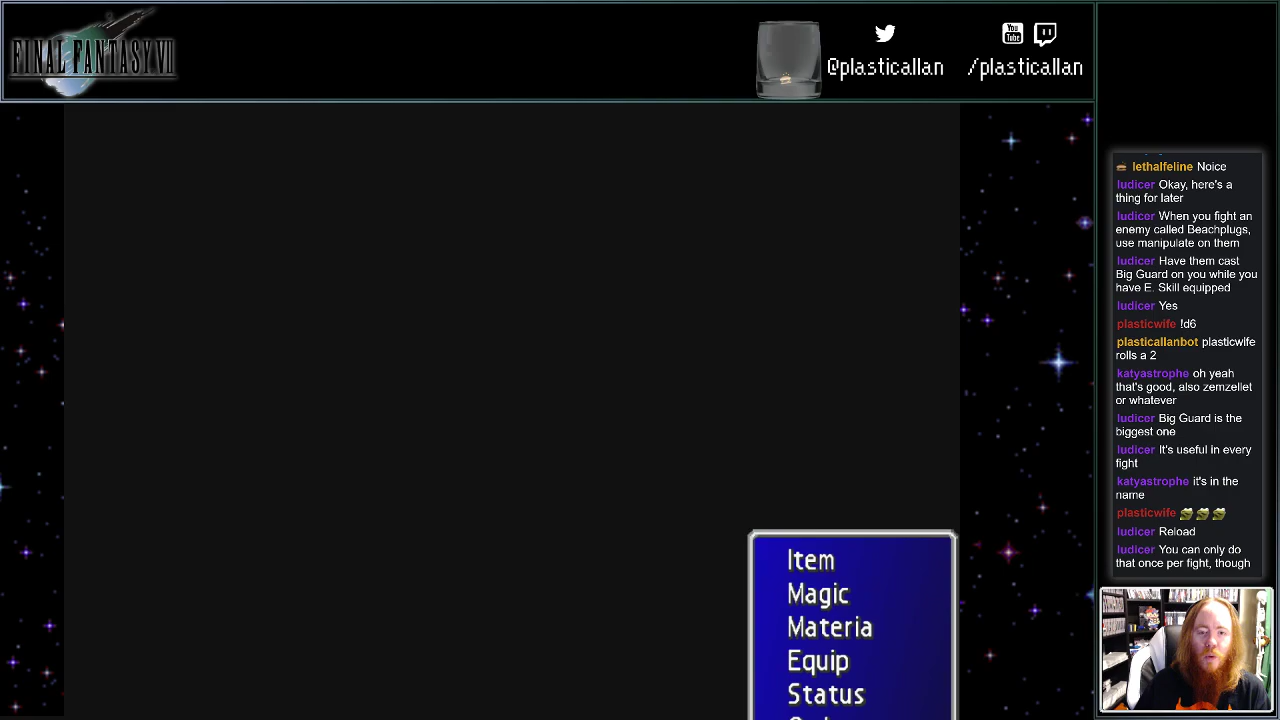 FINAL FANTASY VII
@plasticallan
You Tube
/plasticallan
lethalfeline Noice
ludicer Okay, here's a
thing for later
ludicer When you fight an
enemy called Beachplugs,
use manipulate on them
ludicer Have them cast
Big Guard on you while you
have E. Skill equipped
ludicer Yes
plasticwife !d6
plasticallanbot plasticwife
rolls a 2
katyastrophe oh yeah
that's good, also zemzellet
or whatever
ludicer Big Guard is the
biggest one
ludicer It's useful in every
fight
katyastrophe it's in the
name
plasticwife
ludicer Reload
ludicer You can only do
that once per fight, though
Item
Magic
Materia
Equip
Status